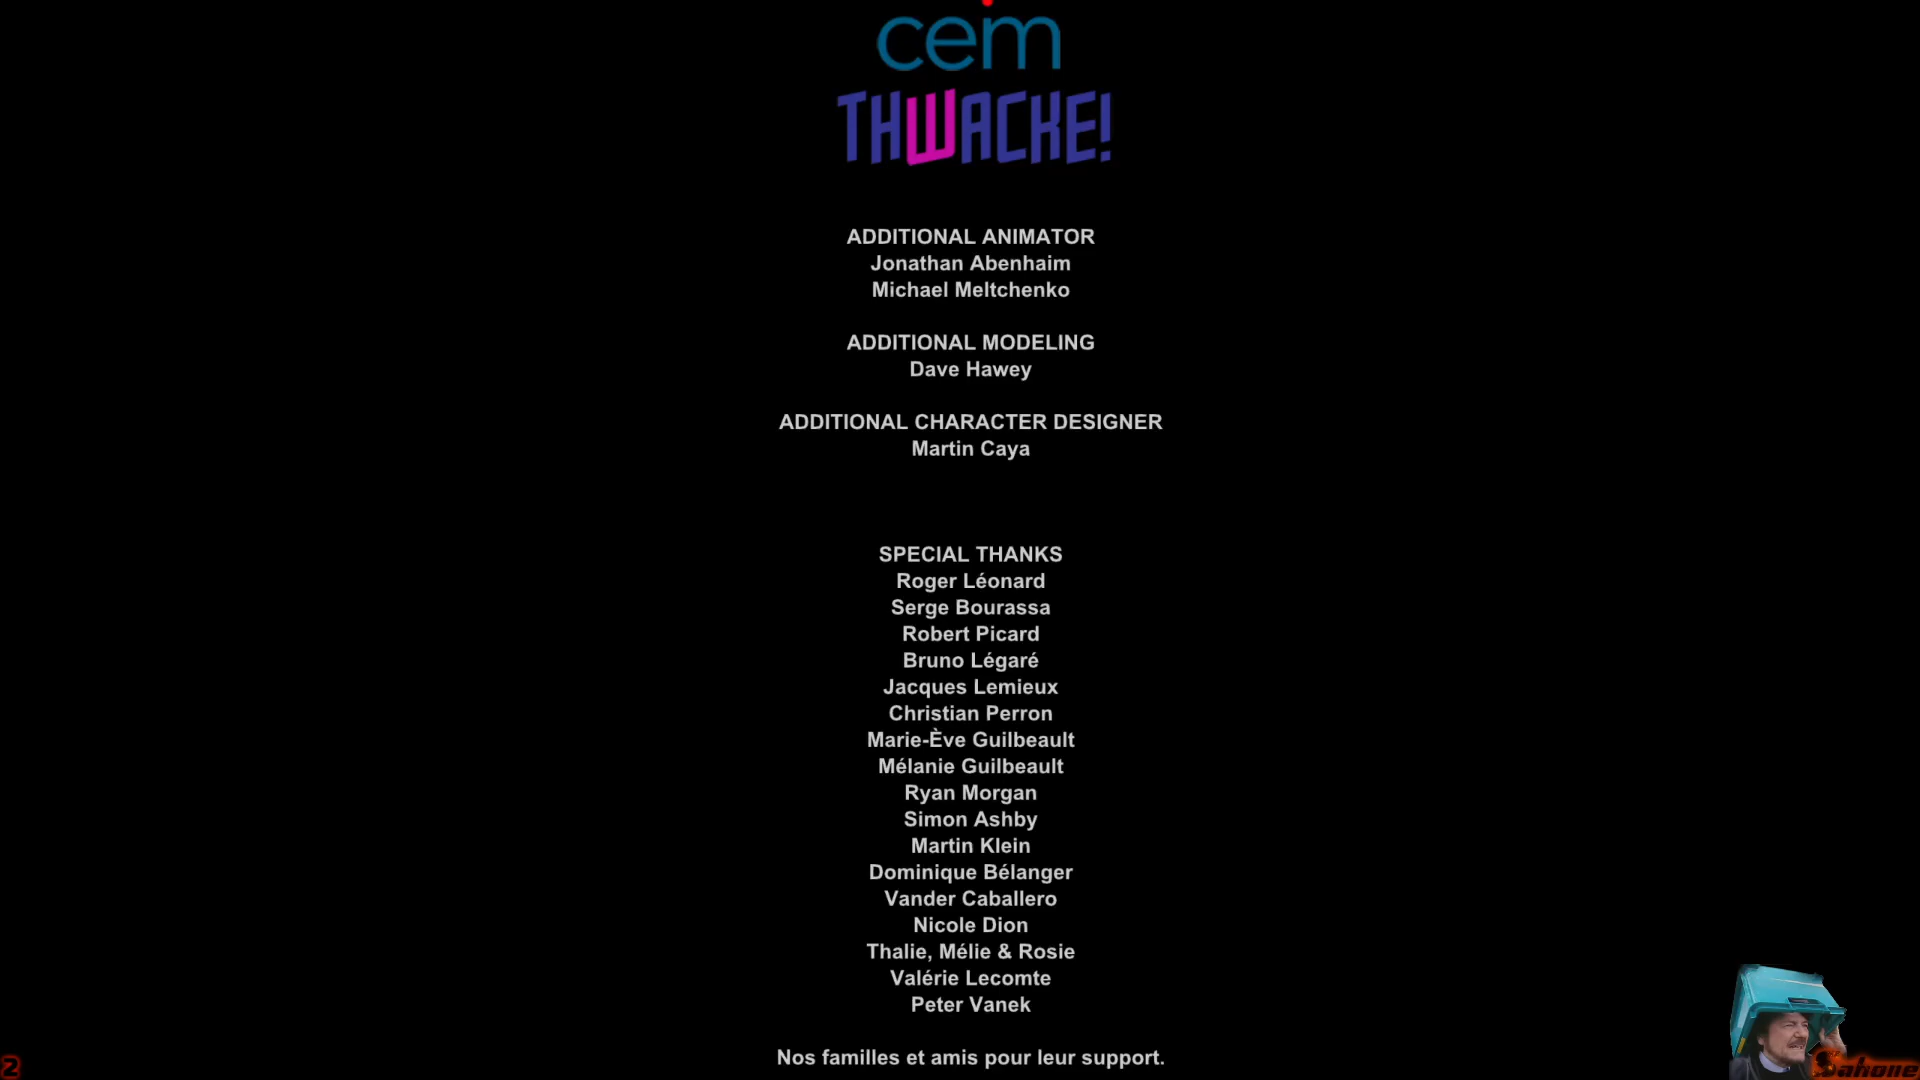 ceim
THWACKE!
ADDITIONAL ANIMATOR
Jonathan Abenhaim
Michael Meltchenko
ADDITIONAL MODELING
Dave Hawey
ADDITIONAL CHARACTER DESIGNER
Martin Caya
SPECIAL THANKS
Roger Léonard
Serge Bourassa
Robert Picard
Bruno Légaré
Jacques Lemieux
Christian Perron
Marie-Ève Guilbeault
Mélanie Guilbeault
Ryan Morgan
Simon Ashby
Martin Klein
Dominique Bélanger
Vander Caballero
Nicole Dion
Thalie, Mélie & Rosie
Valérie Lecomte
Peter Vanek
Nos familles et amis pour leur support.
2
Sahone